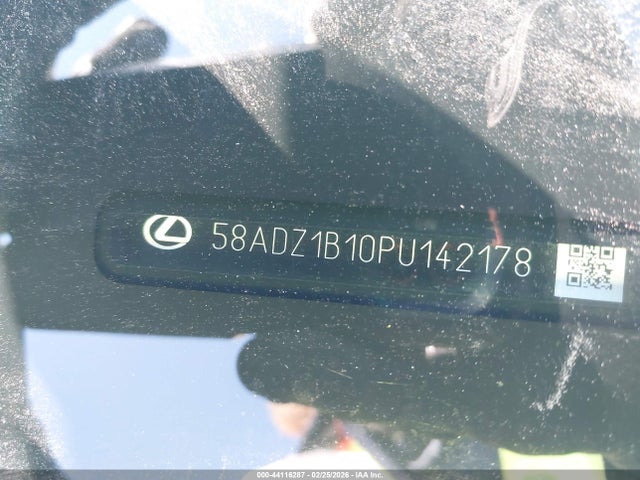 58ADZ1B10PU142178
000-44116287 - 02/25/2026 - IAA Inc.